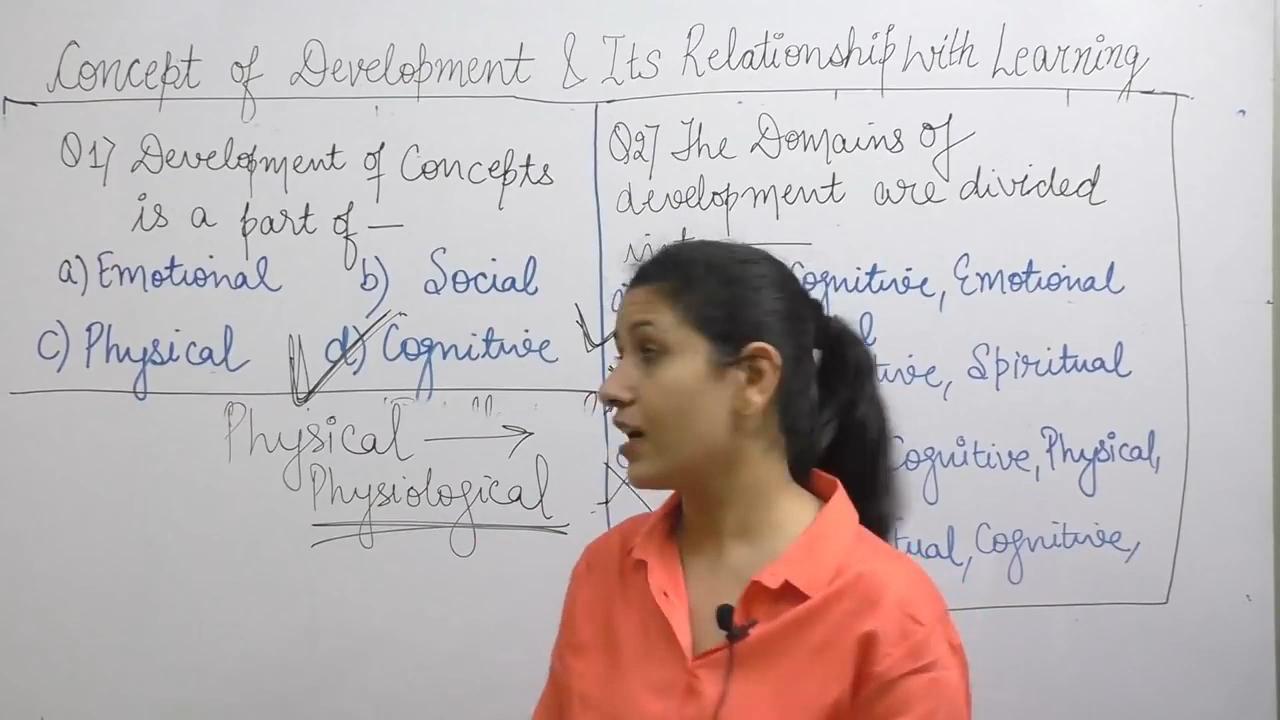 Concept of Development & Its Relationship with Learning
Q1) Development of Concepts
is a part of —
a) Emotional b) Social
c) Physical d) Cognitive
Physical →
Physiological
Q2) The Domains of
development are divided
Cognitive, Emotional
Spiritual
Cognitive, Physical,
Cognitive,